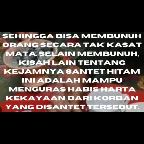 SEHINGGA BISA MEMBUNUH
ORANG SECARA TAK KASAT
MATA. SELAIN MEMBUNUH,
KISAH LAIN TENTANG
KEJAMNYA SANTET HITAM
INI ADALAH MAMPU
MENGURAS HABIS HARTA
KEKAYAAN DARI KORBAN
YANG DISANTET TERSEBUT.